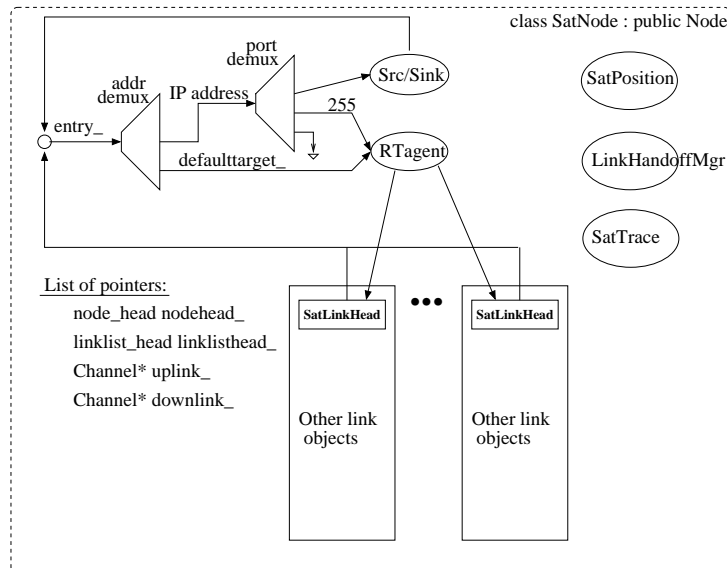 class SatNode : public Node
port
demux
addr
demux
IP address
Src/Sink
SatPosition
255
entry_
defaulttarget_
RTagent
LinkHandoffMgr
SatTrace
List of pointers:
node_head nodehead_
linklist_head linklisthead_
Channel* uplink_
Channel* downlink_
SatLinkHead
SatLinkHead
Other link
objects
Other link
objects